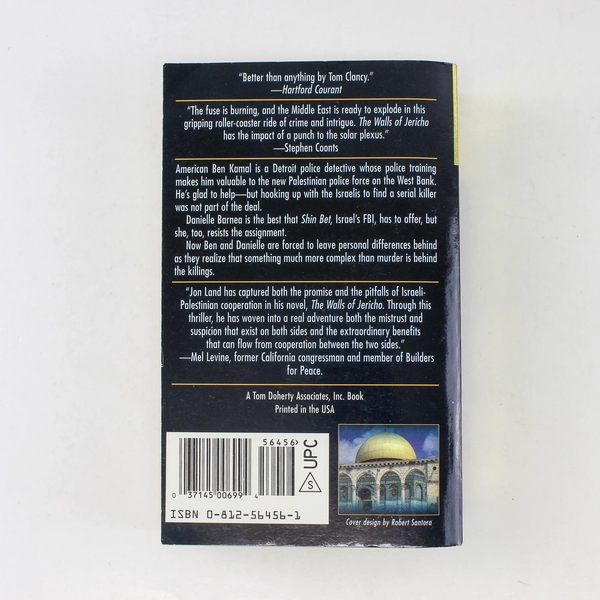 "Better than anything by Tom Clancy."
—Hartford Courant
"The fuse is burning, and the Middle East is ready to explode in this
gripping roller-coaster ride of crime and intrigue. The Walls of Jericho
has the impact of a punch to the solar plexus."
—Stephen Coonts
American Ben Kamal is a Detroit police detective whose police training
makes him valuable to the new Palestinian police force on the West Bank.
He's glad to help—but hooking up with the Israelis to find a serial killer
was not part of the deal.
Danielle Barnea is the best that Shin Bet, Israel's FBI, has to offer, but
she, too, resists the assignment.
Now Ben and Danielle are forced to leave personal differences behind
as they realize that something much more complex than murder is behind
the killings.
"Jon Land has captured both the promise and the pitfalls of Israeli-
Palestinian cooperation in his novel, The Walls of Jericho. Through this
thriller, he has woven into a real adventure both the mistrust and
suspicion that exist on both sides and the extraordinary benefits
that can flow from cooperation between the two sides."
—Mel Levine, former California congressman and member of Builders
for Peace.
A Tom Doherty Associates, Inc. Book
Printed in the USA
56456>
UPC
S
0 37145 00699 4
ISBN 0-812-56456-1
Cover design by Robert Santora